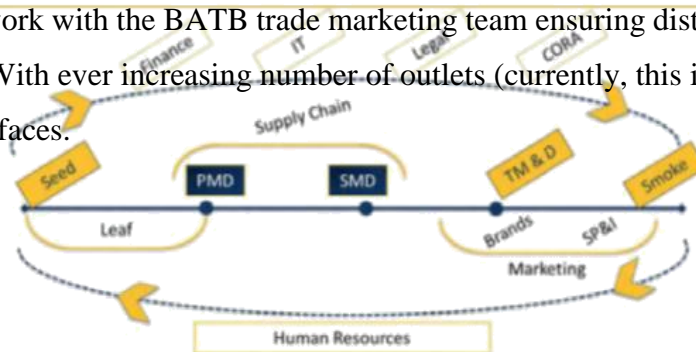 work with the BATB trade marketing team ensuring dist
Finance IT Legal CORA
With ever increasing number of outlets (currently, this i
Supply Chain
faces.
Seed PMD SMD TM & D Smoke
Leaf Brands SP&I
Marketing
Human Resources